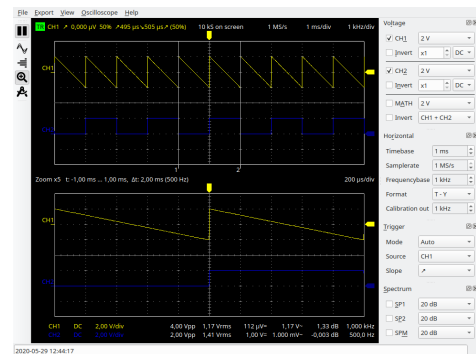 File Export View Oscilloscope Help
TR CH1 ↗ 0,000 µV 50% ↗495 µs↘505 µs↗ (50%) 10 kS on screen 1 MS/s 1 ms/div 1 kHz/div
CH1
CH2
1 2
Zoom x5 t: -1,00 ms ... 1,00 ms, Δt: 2,00 ms (500 Hz) 200 µs/div
CH1
CH2
CH1 DC 2,00 V/div 4,00 Vpp 1,17 Vrms 112 µV= 1,17 V~ 1,33 dB 1,000 kHz
CH2 DC 2,00 V/div 2,00 Vpp 1,41 Vrms 1,00 V= 1.000 mV~ -0,003 dB 500,0 Hz
Voltage
CH1 2 V
Invert x1 DC
CH2 2 V
Invert x1 DC
MATH 2 V
Invert CH1 + CH2
Horizontal
Timebase 1 ms
Samplerate 1 MS/s
Frequencybase 1 kHz
Format T - Y
Calibration out 1 kHz
Trigger
Mode Auto
Source CH1
Slope ↗
Spectrum
SP1 20 dB
SP2 20 dB
SPM 20 dB
2020-05-29 12:44:17